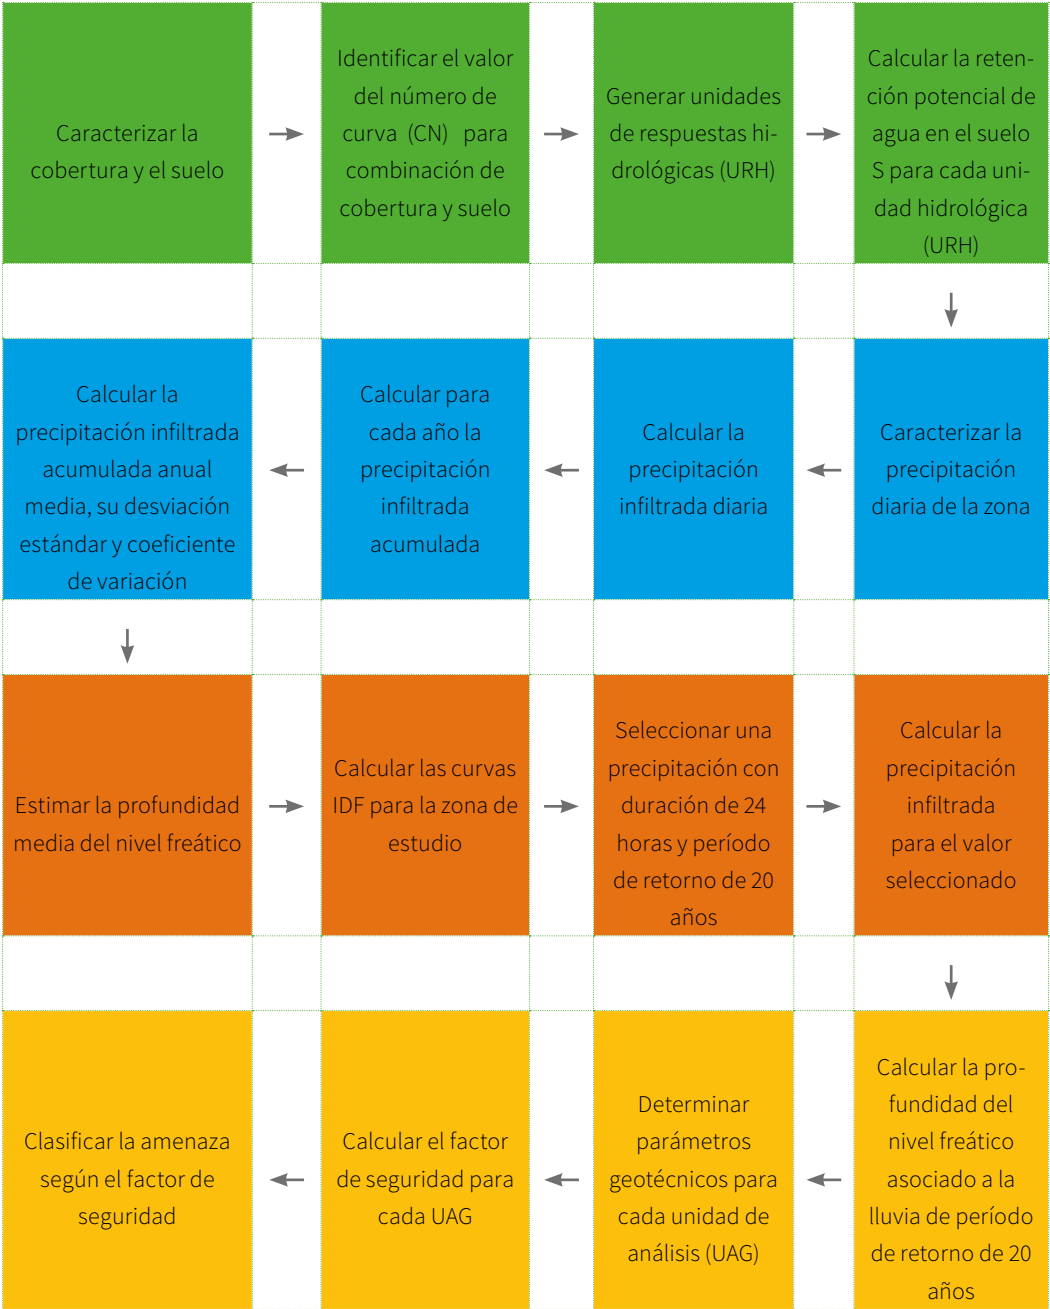 Caracterizar la
cobertura y el suelo
Identificar el valor
del número de
curva (CN) para
combinación de
cobertura y suelo
Generar unidades
de respuestas hi-
drológicas (URH)
Calcular la reten-
ción potencial de
agua en el suelo
S para cada uni-
dad hidrológica
(URH)
Caracterizar la
precipitación
diaria de la zona
Calcular la
precipitación
infiltrada diaria
Calcular para
cada año la
precipitación
infiltrada
acumulada
Calcular la
precipitación infiltrada
acumulada anual
media, su desviación
estándar y coeficiente
de variación
Estimar la profundidad
media del nivel freático
Calcular las curvas
IDF para la zona de
estudio
Seleccionar una
precipitación con
duración de 24
horas y período
de retorno de 20
años
Calcular la
precipitación
infiltrada
para el valor
seleccionado
Calcular la pro-
fundidad del
nivel freático
asociado a la
lluvia de período
de retorno de 20
años
Determinar
parámetros
geotécnicos para
cada unidad de
análisis (UAG)
Calcular el factor
de seguridad para
cada UAG
Clasificar la amenaza
según el factor de
seguridad